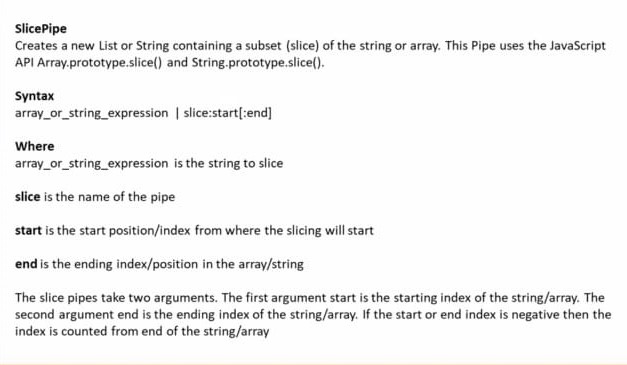 SlicePipe
Creates a new List or String containing a subset (slice) of the string or array. This Pipe uses the JavaScript
API Array.prototype.slice() and String.prototype.slice().
Syntax
array_or_string_expression | slice:start[:end]
Where
array_or_string_expression is the string to slice
slice is the name of the pipe
start is the start position/index from where the slicing will start
end is the ending index/position in the array/string
The slice pipes take two arguments. The first argument start is the starting index of the string/array. The
second argument end is the ending index of the string/array. If the start or end index is negative then the
index is counted from end of the string/array